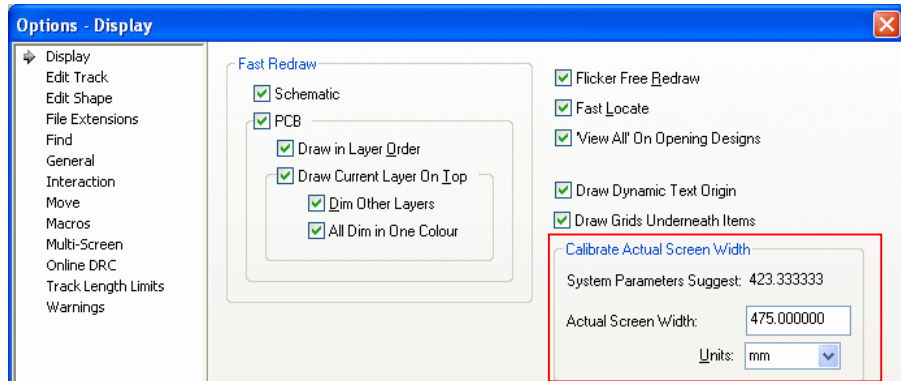 Options - Display
Display
Edit Track
Edit Shape
File Extensions
Find
General
Interaction
Move
Macros
Multi-Screen
Online DRC
Track Length Limits
Warnings
Fast Redraw
Schematic
PCB
Draw in Layer Order
Draw Current Layer On Top
Dim Other Layers
All Dim in One Colour
Flicker Free Redraw
Fast Locate
'View All' On Opening Designs
Draw Dynamic Text Origin
Draw Grids Underneath Items
Calibrate Actual Screen Width
System Parameters Suggest: 423.333333
Actual Screen Width: 475.000000
Units: mm